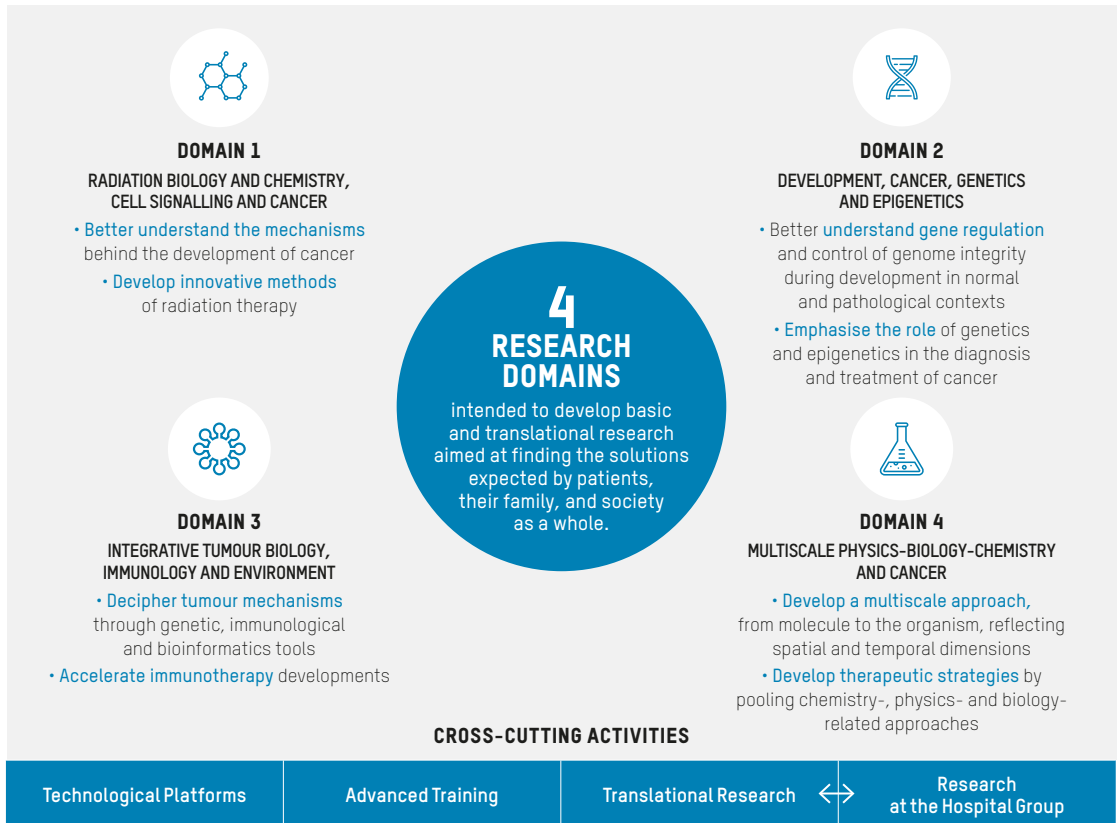 DOMAIN 1
RADIATION BIOLOGY AND CHEMISTRY,
CELL SIGNALLING AND CANCER
• Better understand the mechanisms
behind the development of cancer
• Develop innovative methods
of radiation therapy
DOMAIN 2
DEVELOPMENT, CANCER, GENETICS
AND EPIGENETICS
• Better understand gene regulation
and control of genome integrity
during development in normal
and pathological contexts
• Emphasise the role of genetics
and epigenetics in the diagnosis
and treatment of cancer
4
RESEARCH
DOMAINS
intended to develop basic
and translational research
aimed at finding the solutions
expected by patients,
their family, and society
as a whole.
DOMAIN 3
INTEGRATIVE TUMOUR BIOLOGY,
IMMUNOLOGY AND ENVIRONMENT
• Decipher tumour mechanisms
through genetic, immunological
and bioinformatics tools
• Accelerate immunotherapy developments
DOMAIN 4
MULTISCALE PHYSICS-BIOLOGY-CHEMISTRY
AND CANCER
• Develop a multiscale approach,
from molecule to the organism, reflecting
spatial and temporal dimensions
• Develop therapeutic strategies by
pooling chemistry-, physics- and biology-
related approaches
CROSS-CUTTING ACTIVITIES
Technological Platforms
Advanced Training
Translational Research
Research
at the Hospital Group